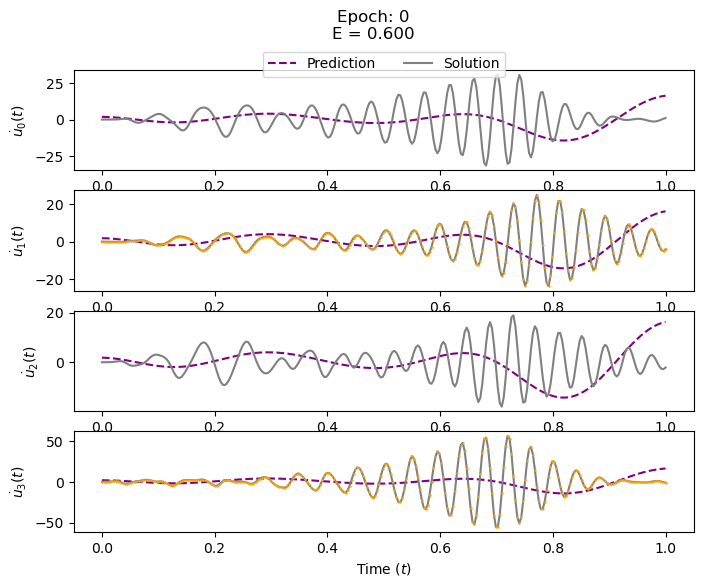 Epoch: 0
E = 0.600
Prediction Solution
25
0
−25
u̇₀(t)
0.0 0.2 0.4 0.6 0.8 1.0
20
0
−20
u̇₁(t)
0.0 0.2 0.4 0.6 0.8 1.0
20
0
u̇₂(t)
0.0 0.2 0.4 0.6 0.8 1.0
50
0
−50
u̇₃(t)
0.0 0.2 0.4 0.6 0.8 1.0
Time (t)